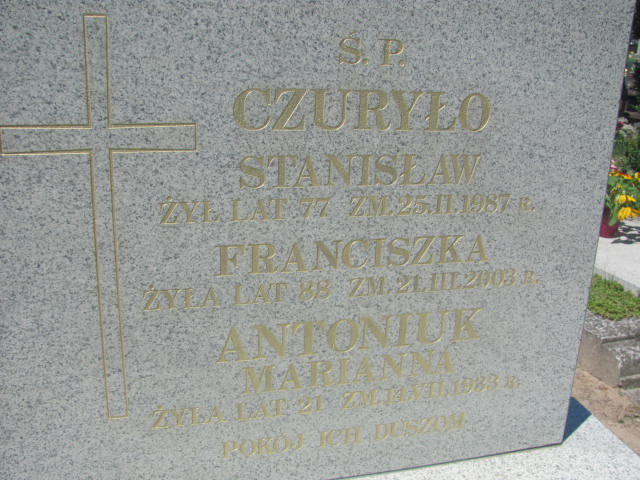 Ś. P.
CZURYŁO
STANISŁAW
ŻYŁ LAT 77 ZM. 25.II.1987 R.
FRANCISZKA
ŻYŁA LAT 88 ZM. 21.III.2003 R.
ANTONIUK
MARIANNA
ŻYŁA LAT 21 ZM. 14.VII.1983 R.
POKÓJ ICH DUSZOM